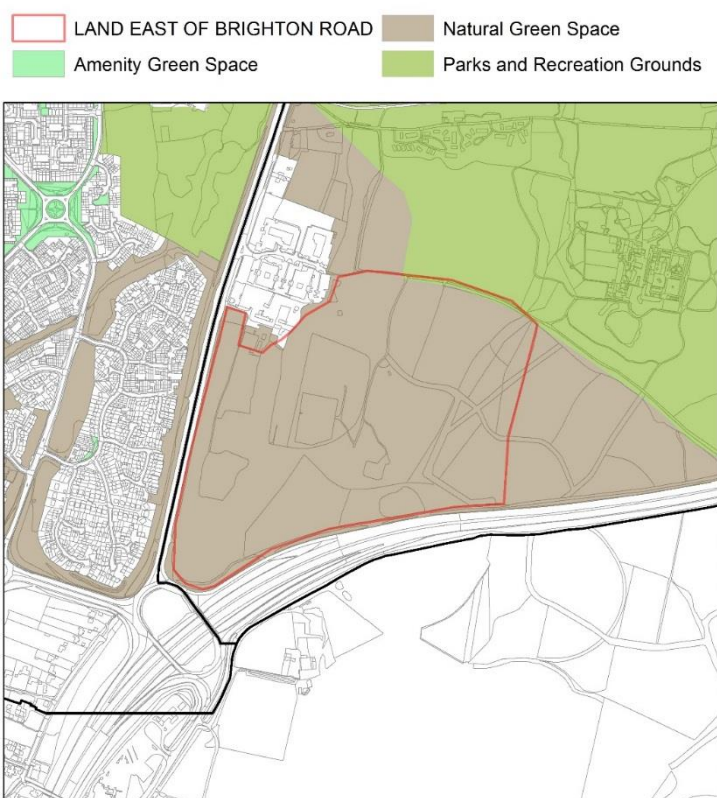 LAND EAST OF BRIGHTON ROAD
Natural Green Space
Amenity Green Space
Parks and Recreation Grounds